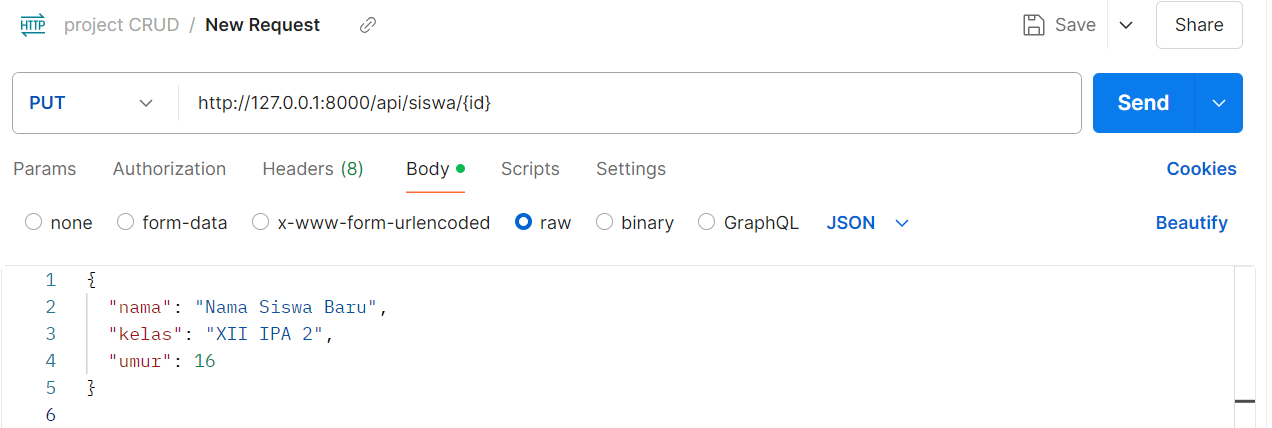 HTTP project CRUD / New Request Save Share
PUT http://127.0.0.1:8000/api/siswa/{id} Send
Params Authorization Headers (8) Body Scripts Settings Cookies
none form-data x-www-form-urlencoded raw binary GraphQL JSON Beautify
1 {
2 "nama": "Nama Siswa Baru",
3 "kelas": "XII IPA 2",
4 "umur": 16
5 }
6